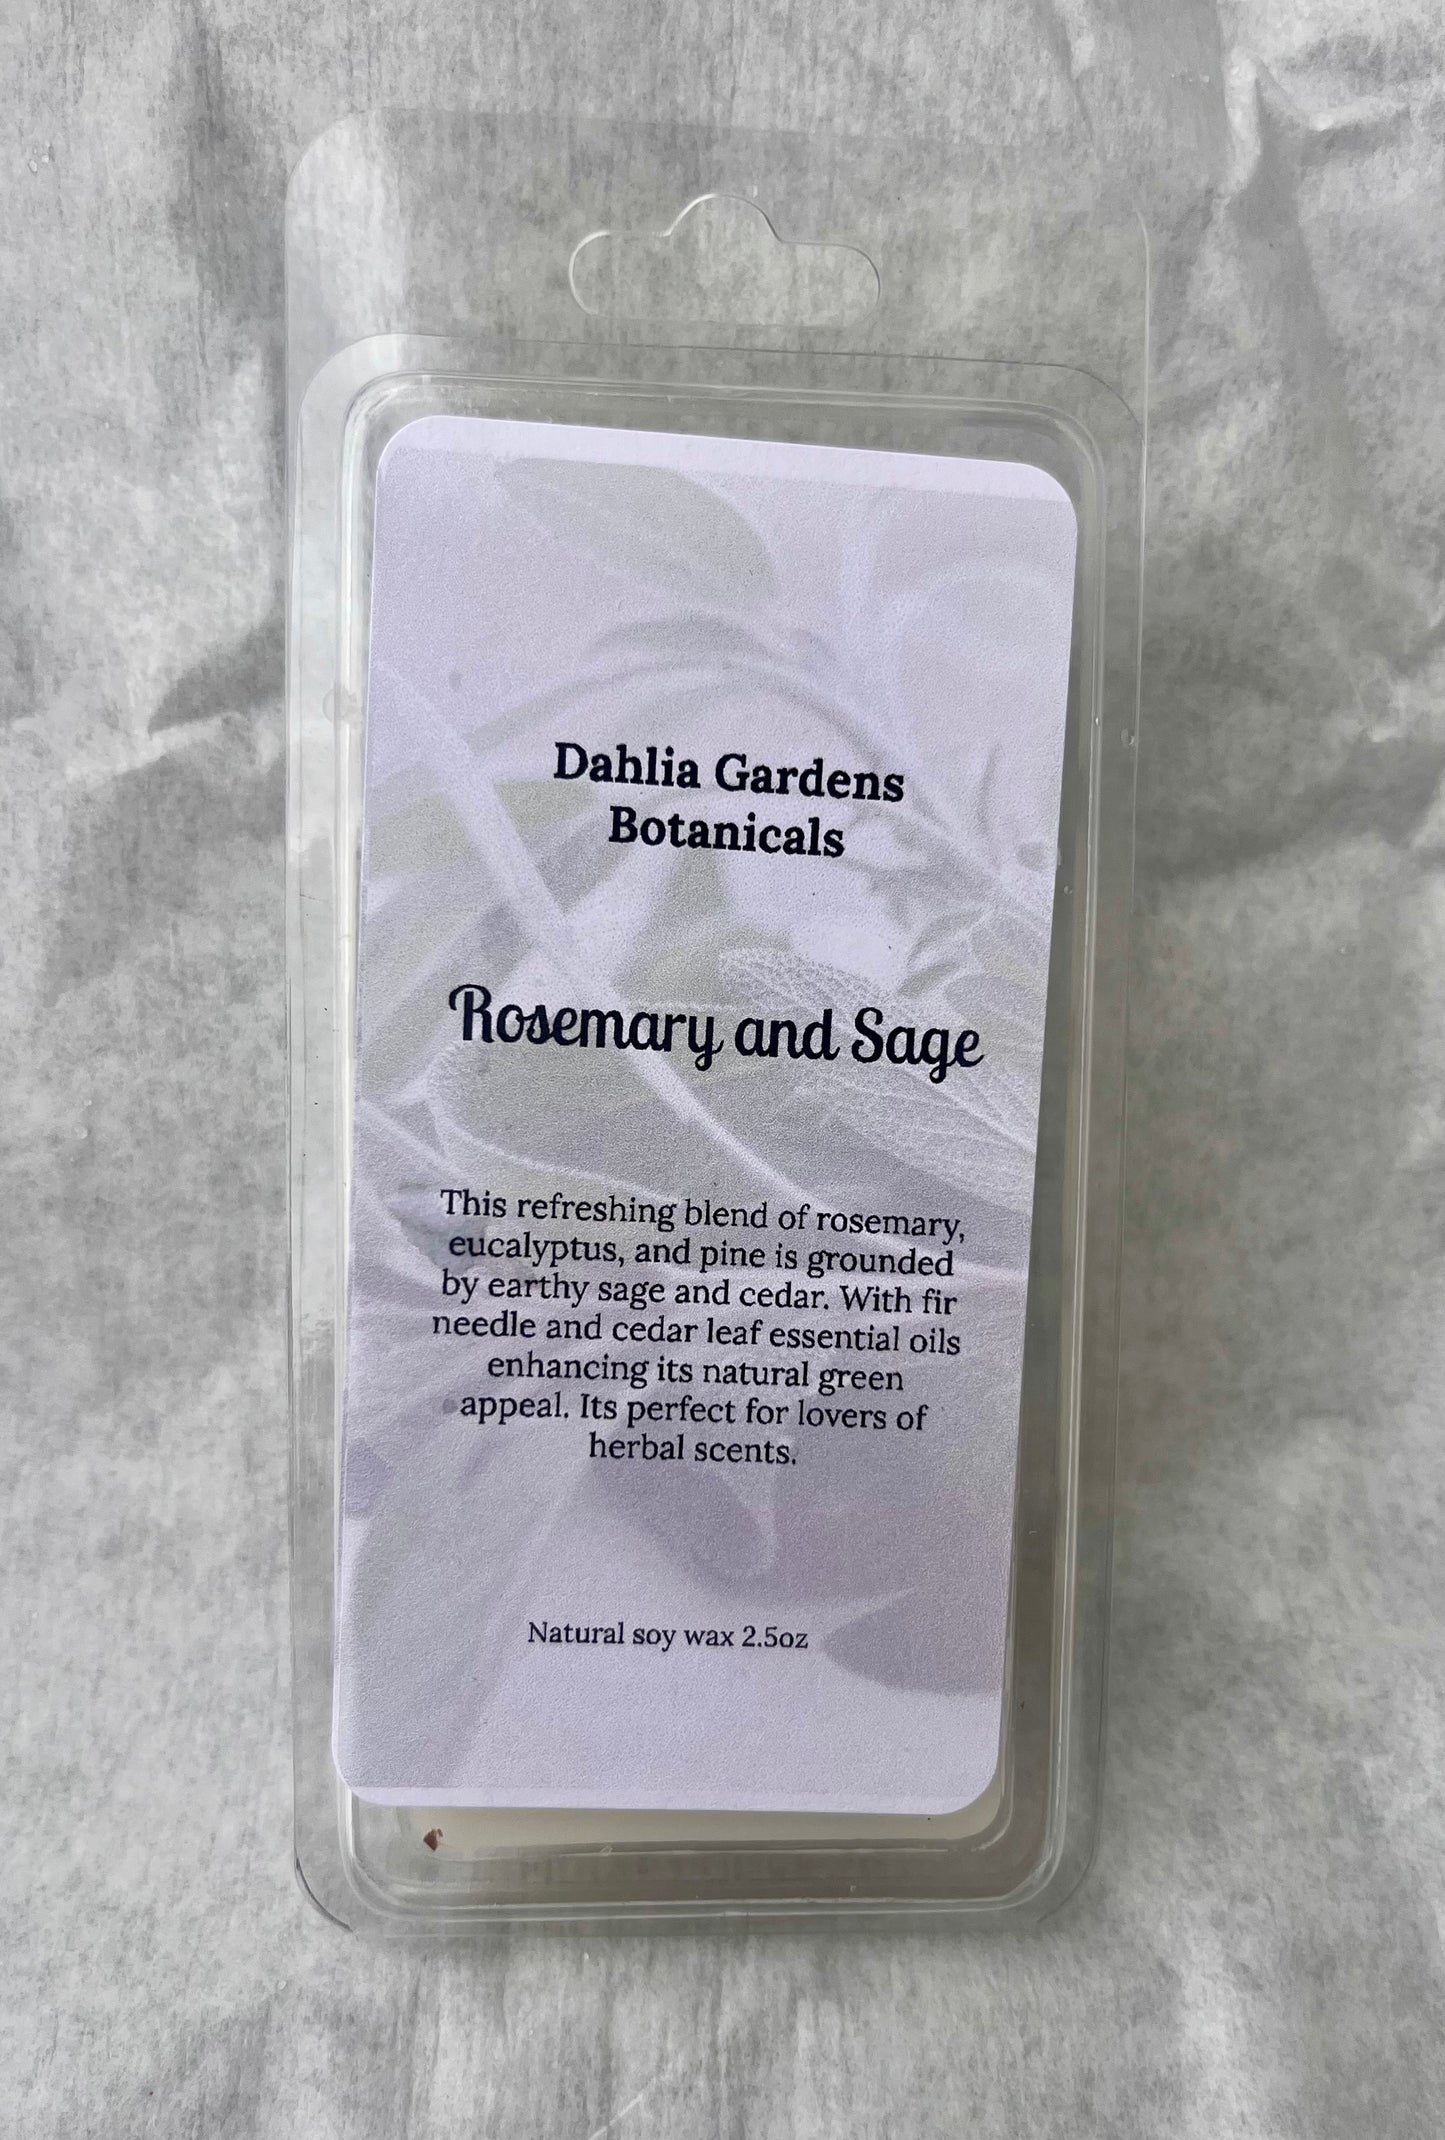 Dahlia Gardens
Botanicals
Rosemary and Sage
This refreshing blend of rosemary,
eucalyptus, and pine is grounded
by earthy sage and cedar. With fir
needle and cedar leaf essential oils
enhancing its natural green
appeal. Its perfect for lovers of
herbal scents.
Natural soy wax 2.5oz